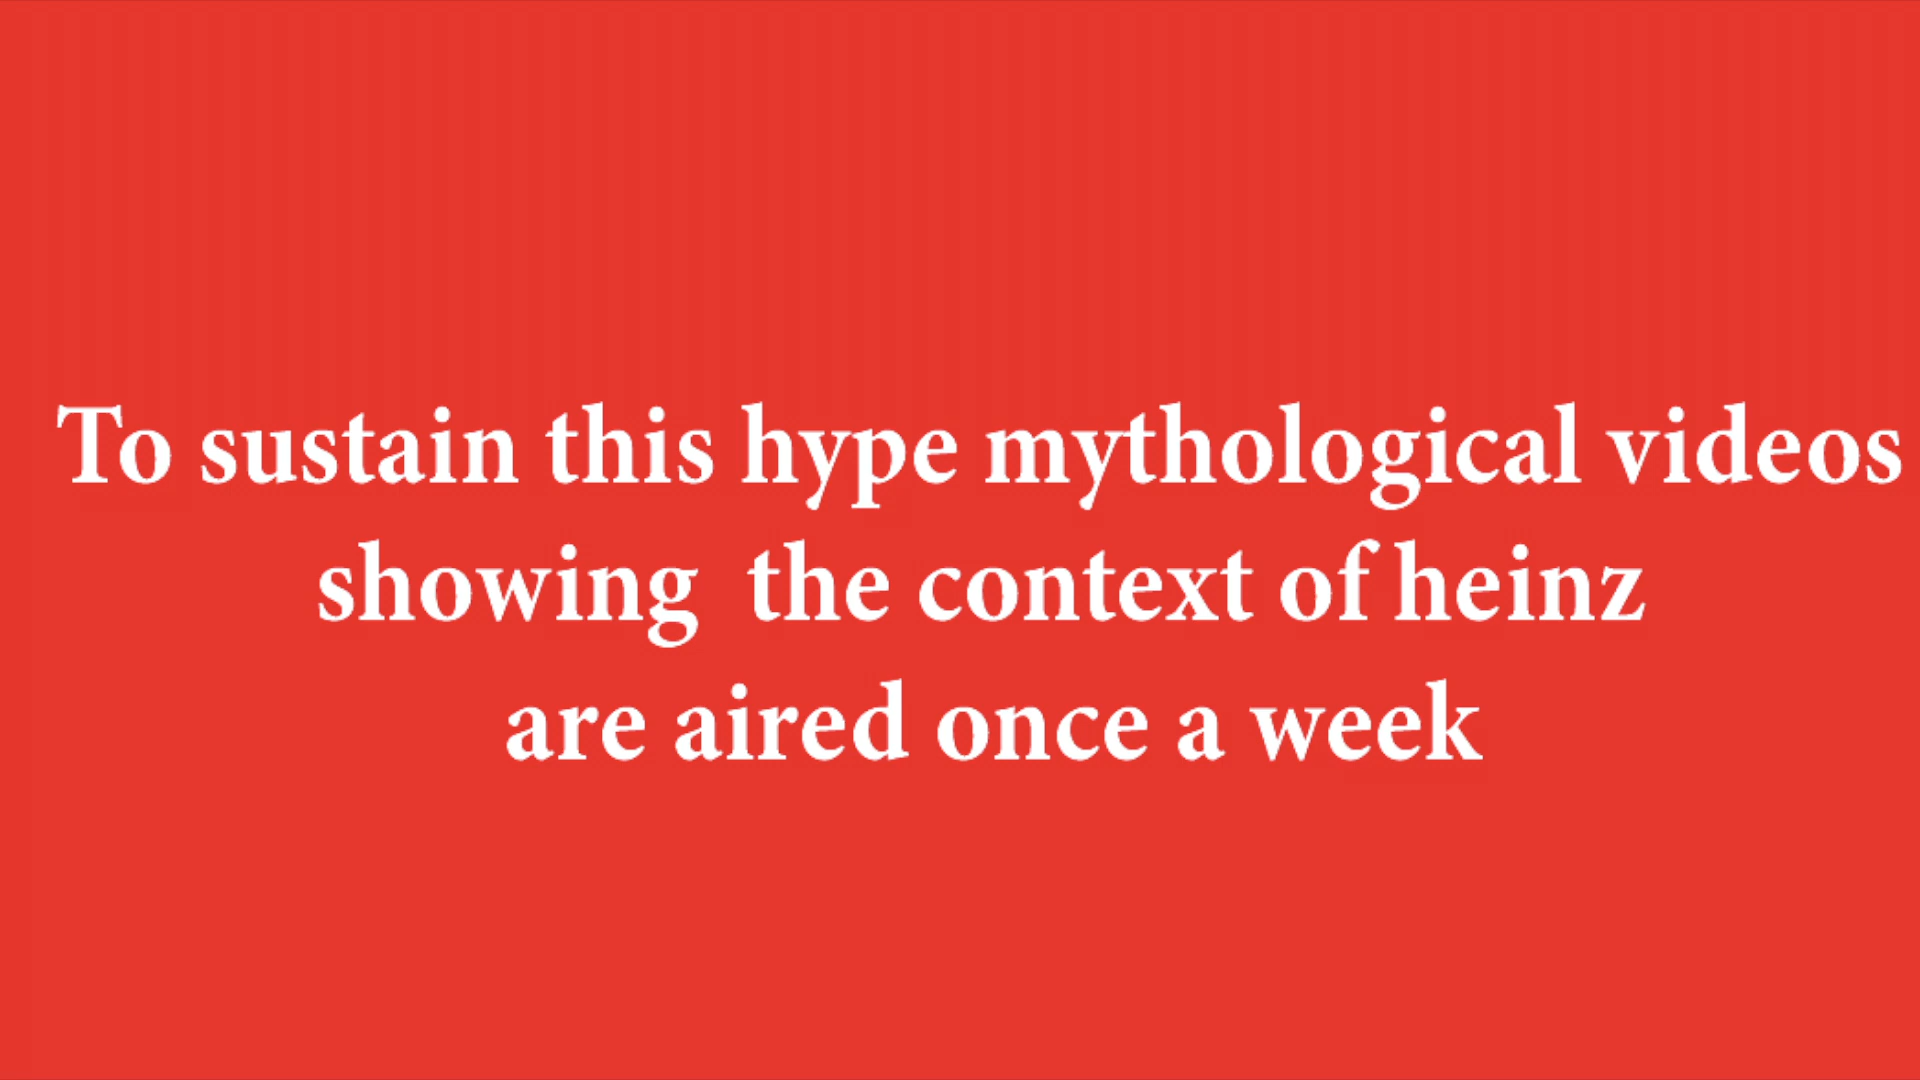 To sustain this hype mythological videos
showing  the context of heinz
are aired once a week